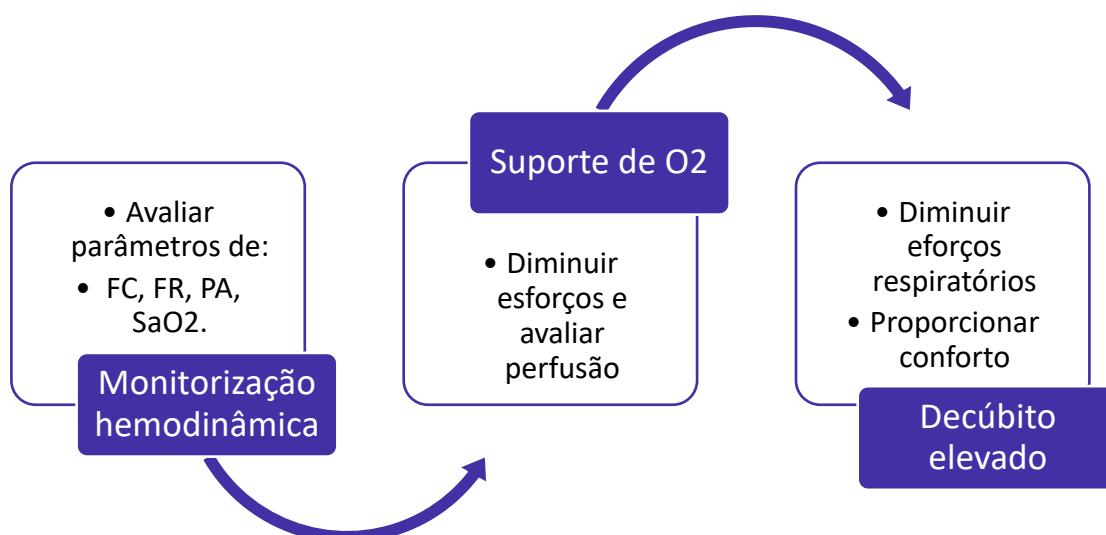 • Avaliar
parâmetros de:
• FC, FR, PA,
SaO2.
Monitorização
hemodinâmica
Suporte de O2
• Diminuir
esforços e
avaliar
perfusão
• Diminuir
eforços
respiratórios
• Proporcionar
conforto
Decúbito
elevado